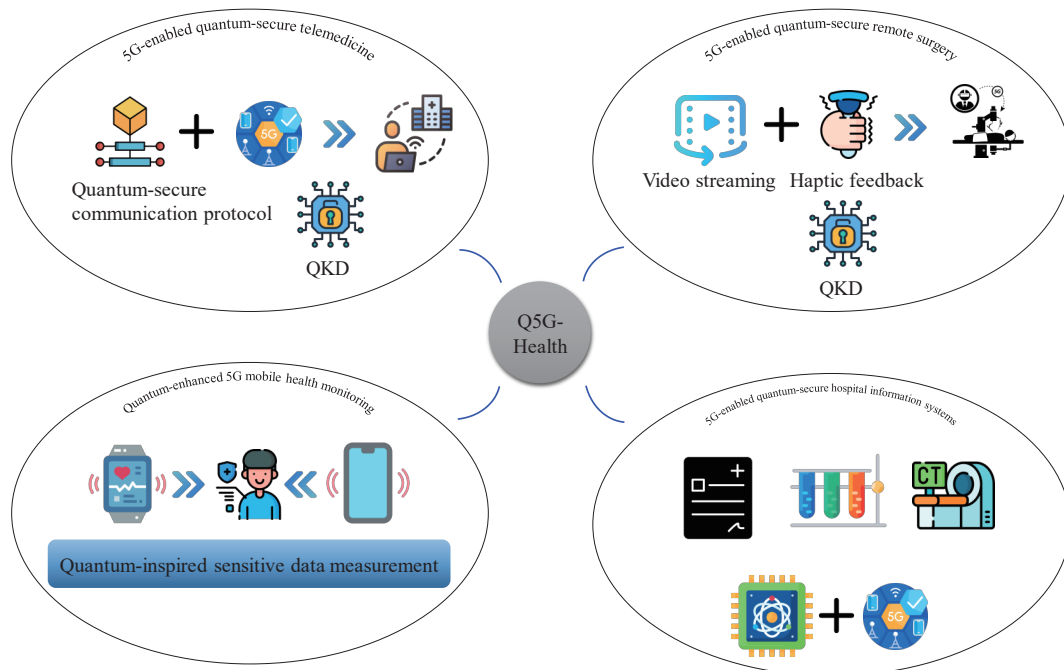 5G-enabled quantum-secure telemedicine
5G
Quantum-secure
communication protocol
QKD
5G-enabled quantum-secure remote surgery
5G
Video streaming
Haptic feedback
QKD
Q5G-
Health
Quantum-enhanced 5G mobile health monitoring
Quantum-inspired sensitive data measurement
5G-enabled quantum-secure hospital information systems
CT
5G